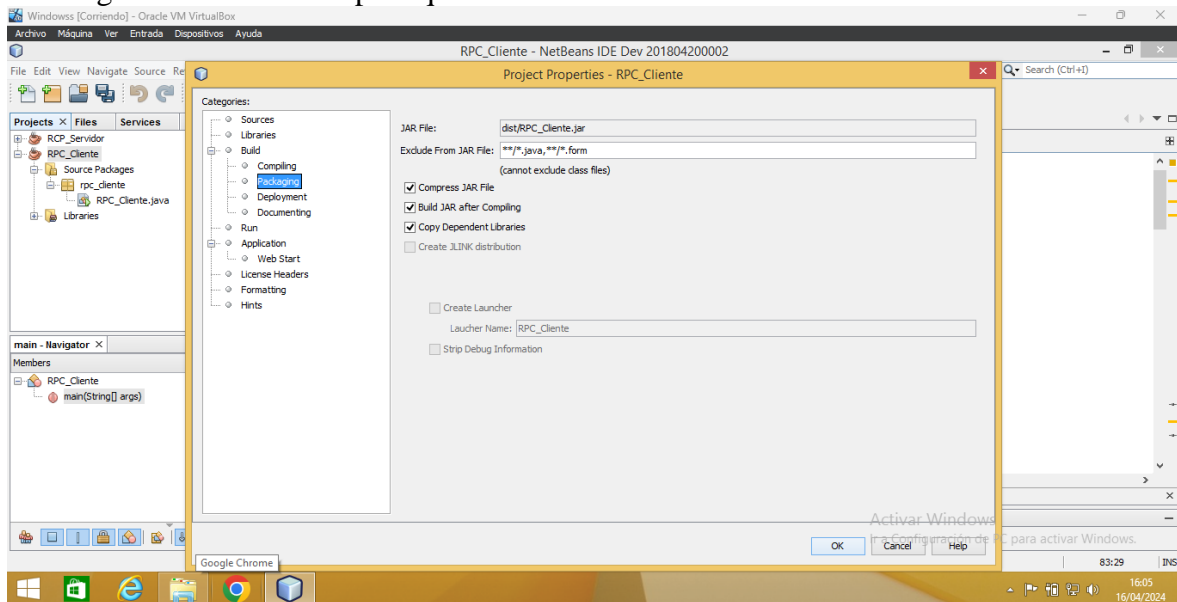 Windowss [Corriendo] - Oracle VM VirtualBox
Archivo Máquina Ver Entrada Dispositivos Ayuda
RPC_Cliente - NetBeans IDE Dev 201804200002
File Edit View Navigate Source Re
Search (Ctrl+I)
Project Properties - RPC_Cliente
Projects Files Services
RCP_Servidor
RPC_Cliente
Source Packages
rpc_cliente
RPC_Cliente.java
Libraries
main - Navigator
Members
RPC_Cliente
main(String[] args)
Categories:
Sources
Libraries
Build
Compiling
Packaging
Deployment
Documenting
Run
Application
Web Start
License Headers
Formatting
Hints
JAR File: dist/RPC_Cliente.jar
Exclude From JAR File: **/*.java,**/*.form
(cannot exclude class files)
Compress JAR File
Build JAR after Compiling
Copy Dependent Libraries
Create JLINK distribution
Create Launcher
Laucher Name: RPC_Cliente
Strip Debug Information
Activar Windows
Ir a Configuración de PC para activar Windows.
OK Cancel Help
Google Chrome
83:29 INS
16:05
16/04/2024